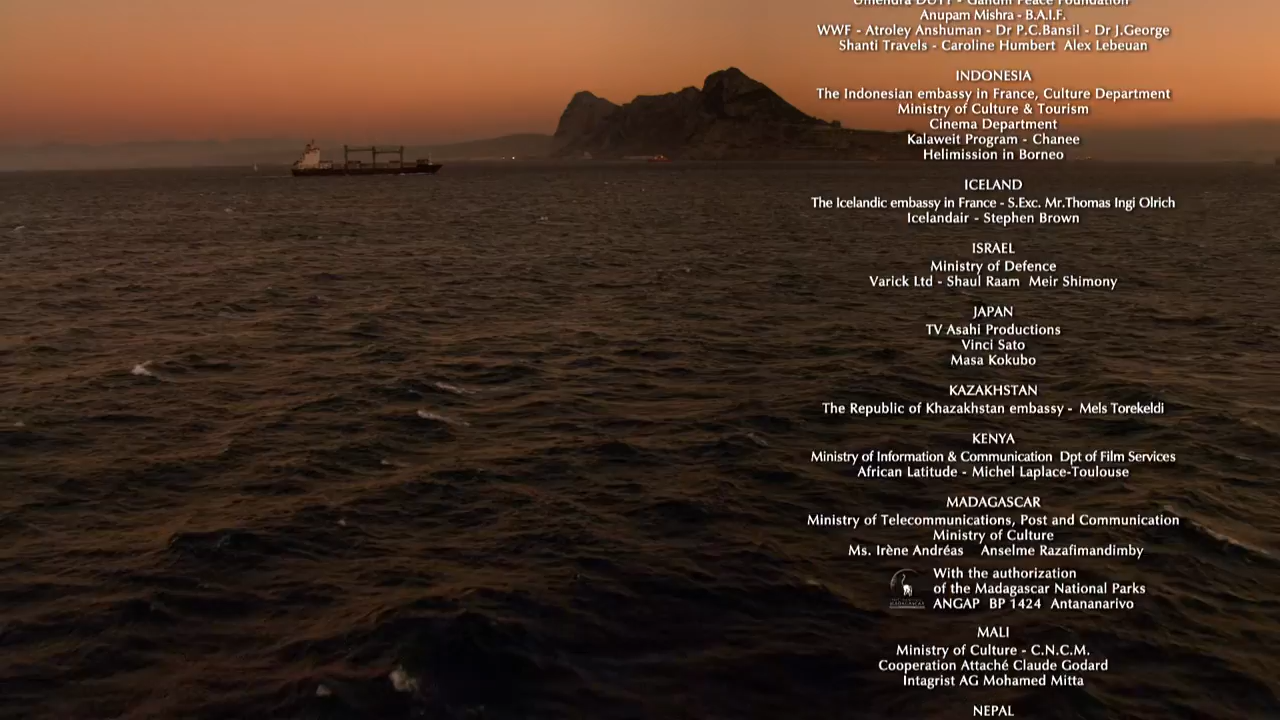 Umendra DUTT - Gandhi Peace Foundation
Anupam Mishra - B.A.I.F.
WWF - Atroley Anshuman - Dr P.C.Bansil - Dr J.George
Shanti Travels - Caroline Humbert Alex Lebeuan
INDONESIA
The Indonesian embassy in France, Culture Department
Ministry of Culture & Tourism
Cinema Department
Kalaweit Program - Chanee
Helimission in Borneo
ICELAND
The Icelandic embassy in France - S.Exc. Mr.Thomas Ingi Olrich
Icelandair - Stephen Brown
ISRAEL
Ministry of Defence
Varick Ltd - Shaul Raam Meir Shimony
JAPAN
TV Asahi Productions
Vinci Sato
Masa Kokubo
KAZAKHSTAN
The Republic of Khazakhstan embassy - Mels Torekeldi
KENYA
Ministry of Information & Communication Dpt of Film Services
African Latitude - Michel Laplace-Toulouse
MADAGASCAR
Ministry of Telecommunications, Post and Communication
Ministry of Culture
Ms. Irène Andréas Anselme Razafimandimby
With the authorization
of the Madagascar National Parks
ANGAP BP 1424 Antananarivo
MALI
Ministry of Culture - C.N.C.M.
Cooperation Attaché Claude Godard
Intagrist AG Mohamed Mitta
NEPAL